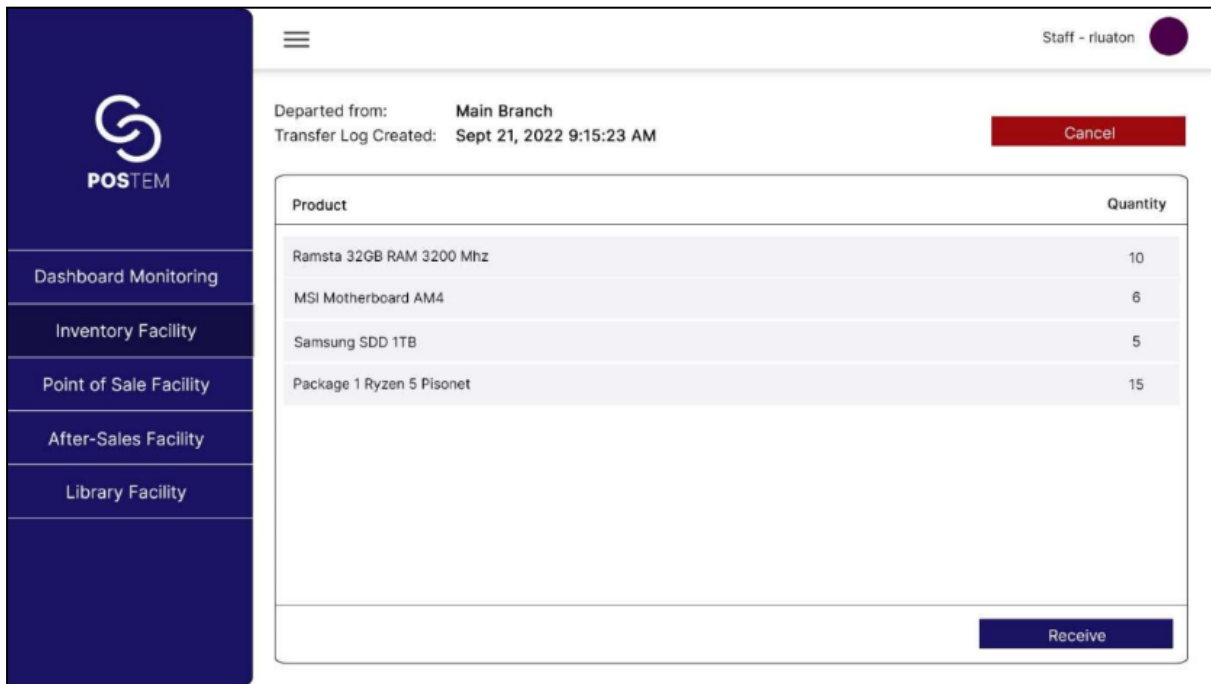 Staff - rluaton
POSTEM
Dashboard Monitoring
Inventory Facility
Point of Sale Facility
After-Sales Facility
Library Facility
Departed from: Main Branch
Transfer Log Created: Sept 21, 2022 9:15:23 AM
Cancel
Product Quantity
Ramsta 32GB RAM 3200 Mhz 10
MSI Motherboard AM4 6
Samsung SDD 1TB 5
Package 1 Ryzen 5 Pisonet 15
Receive